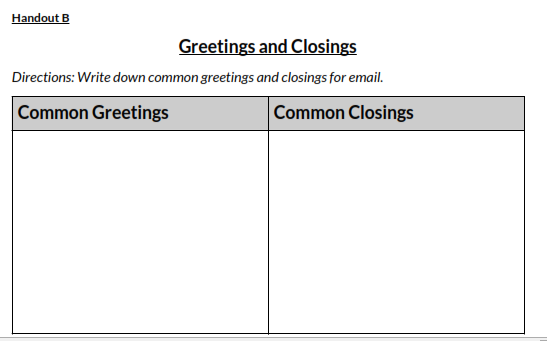 Handout B
Greetings and Closings
Directions: Write down common greetings and closings for email.
Common Greetings
Common Closings